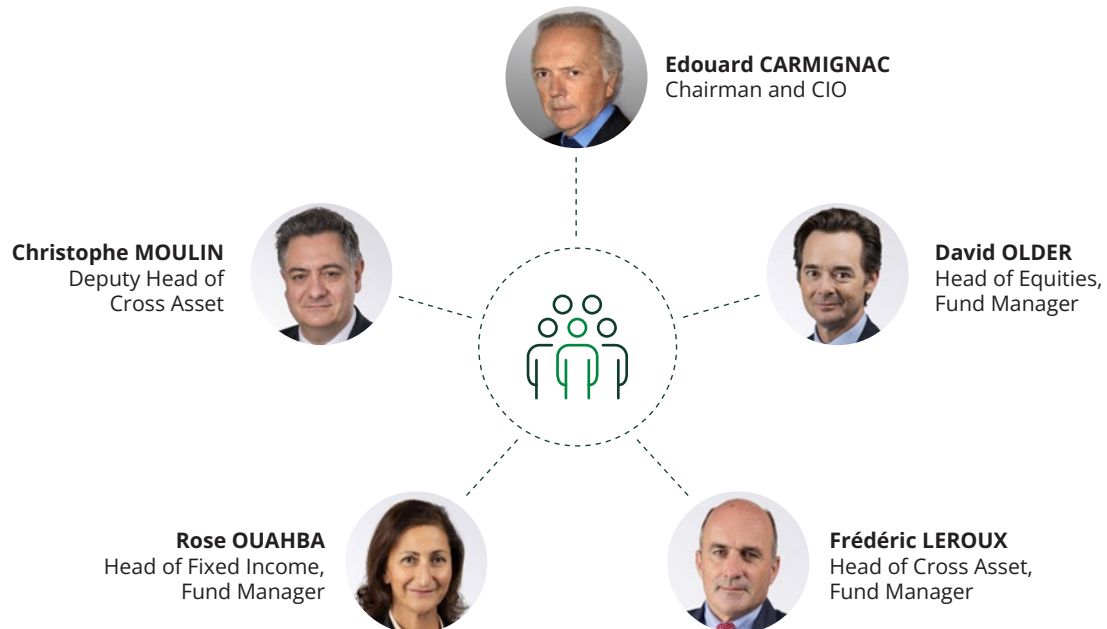 Edouard CARMIGNAC
Chairman and CIO
Christophe MOULIN
Deputy Head of
Cross Asset
David OLDER
Head of Equities,
Fund Manager
Rose OUAHBA
Head of Fixed Income,
Fund Manager
Frédéric LEROUX
Head of Cross Asset,
Fund Manager